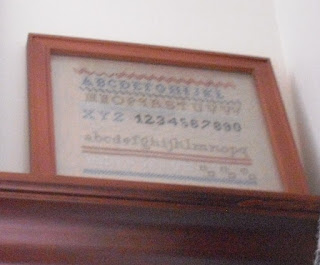 ABCDEFGHIJKL
MNOPQRSTUVW
XYZ 1234567890
abcdefghijklmnopq